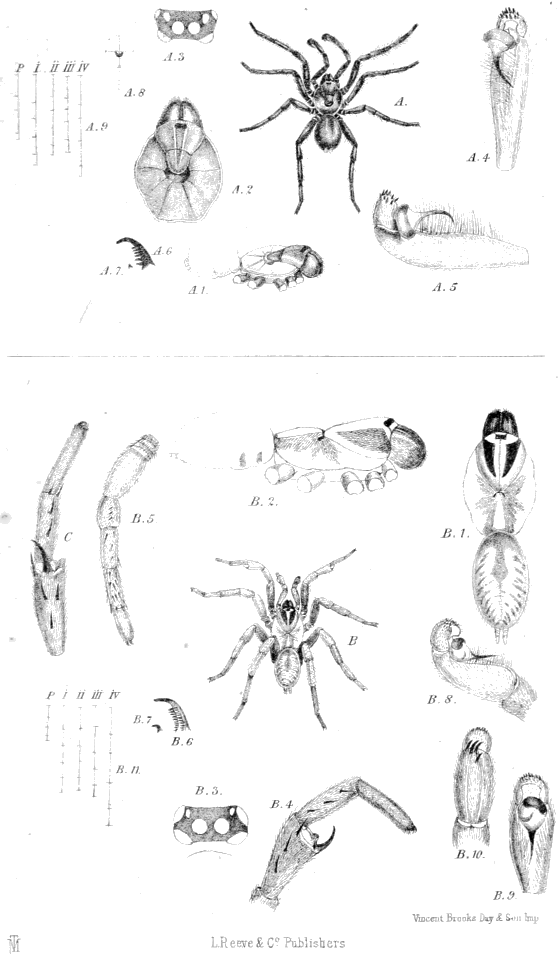 A.3
P I II III IV
A.8
A.
A.9
A.4
A.2
A.6
A.7.
A.1.
A.5
B.2.
C
B.5
B.1.
B
B.8.
P I II III IV
B.7
B.6
B.11.
B.3.
B.4
B.10.
B.9
Vincent Brooks Day & Son Imp
L.Reeve & Co Publishers